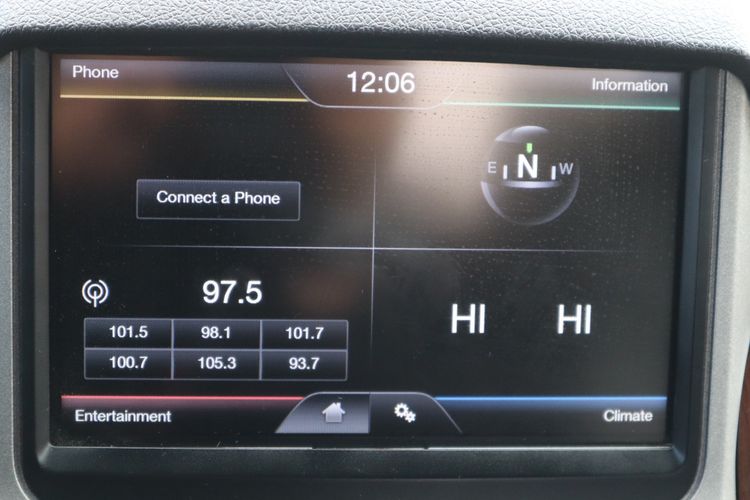 Phone
12:06
Information
E N W
Connect a Phone
97.5
101.5 98.1 101.7
100.7 105.3 93.7
HI HI
Entertainment
Climate